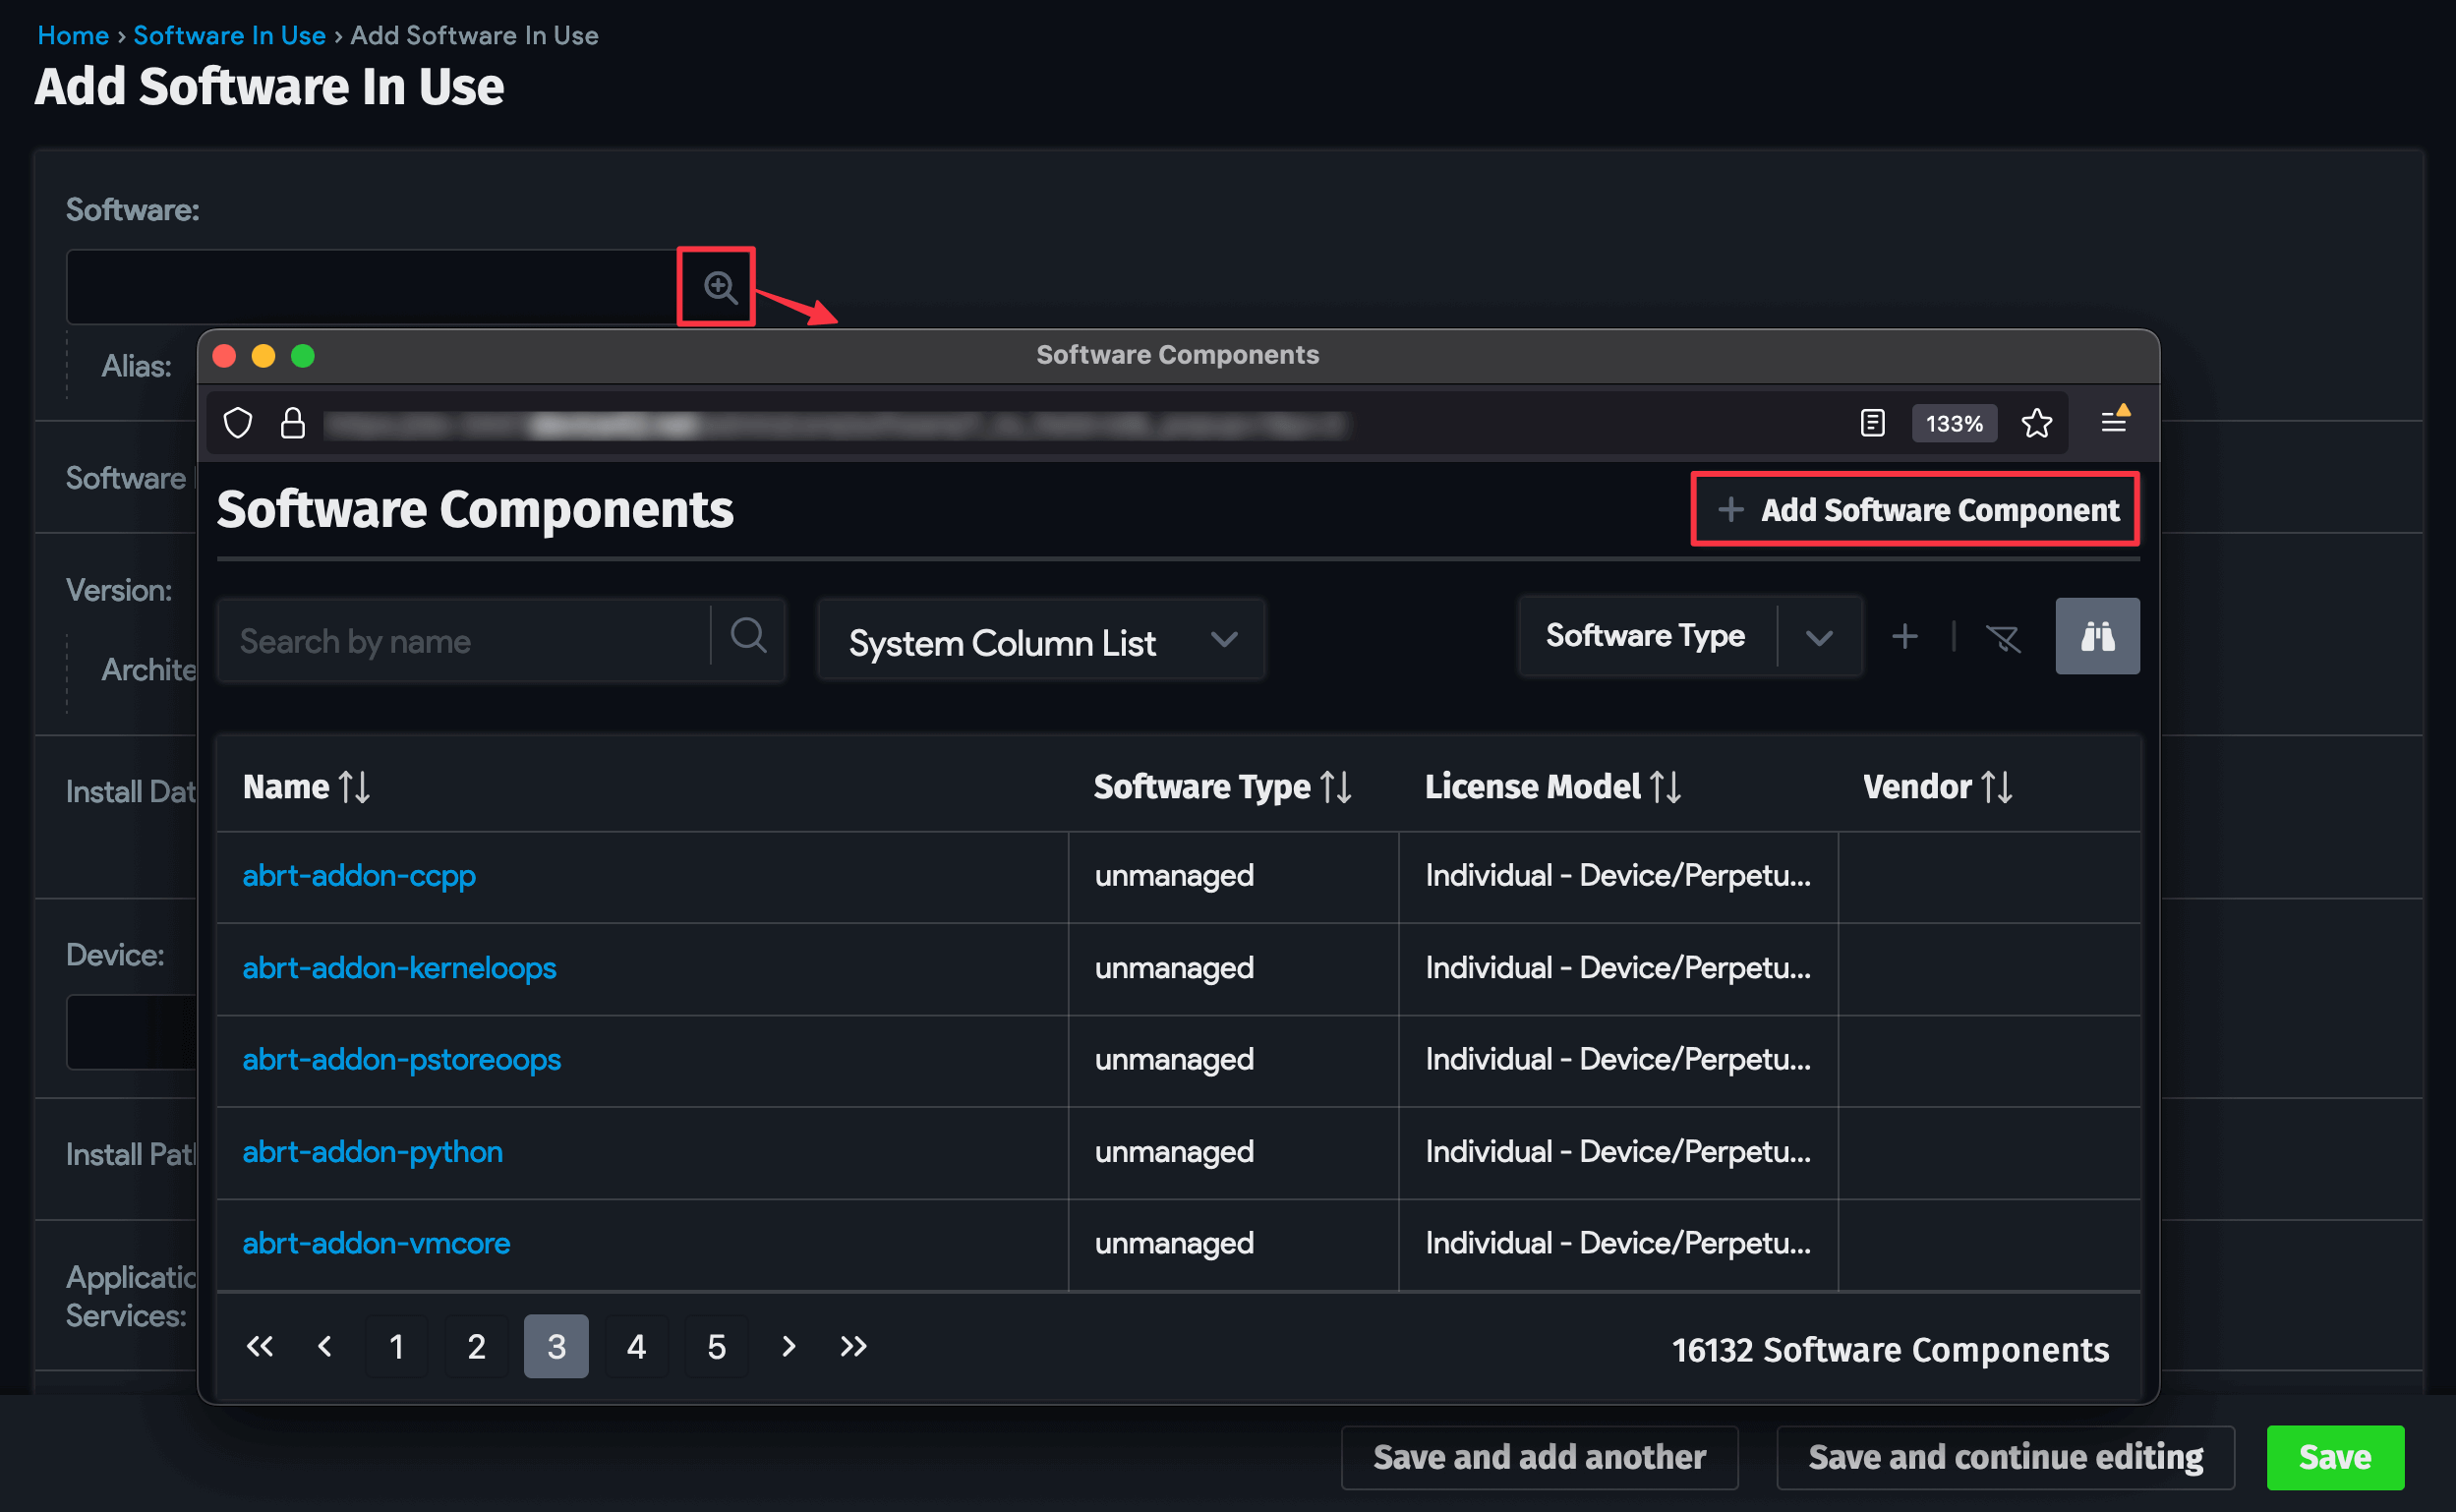 Home › Software In Use › Add Software In Use
Add Software In Use
Software:
Alias:
Software Components
133%
Software
Software Components
+ Add Software Component
Version:
Search by name
System Column List
Software Type
Archite
Name
Software Type
License Model
Vendor
Install Dat
abrt-addon-ccpp unmanaged Individual - Device/Perpetu...
Device:
abrt-addon-kerneloops unmanaged Individual - Device/Perpetu...
abrt-addon-pstoreoops unmanaged Individual - Device/Perpetu...
Install Pat
abrt-addon-python unmanaged Individual - Device/Perpetu...
abrt-addon-vmcore unmanaged Individual - Device/Perpetu...
Applicatio
Services:
« ‹ 1 2 3 4 5 › »
16132 Software Components
Save and add another
Save and continue editing
Save